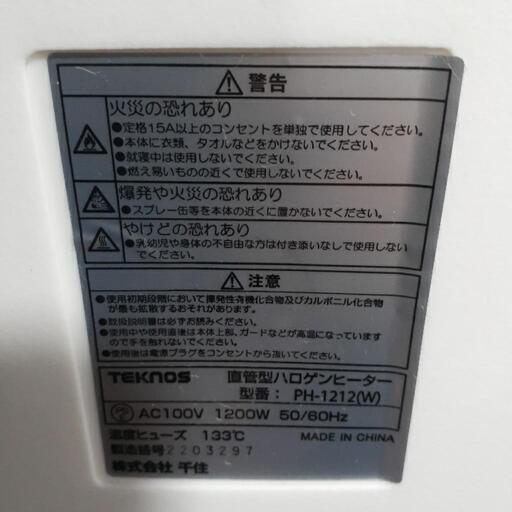 警告
火災の恐れあり
●定格15A以上のコンセントを単独で使用してください。
●本体に衣類、タオルなどをかけないでください。
●就寝中は使用しないでください。
●燃え易いものの近くで使用しないでください。
爆発や火災の恐れあり
●スプレー缶等を本体の近くに置かないでください。
やけどの恐れあり
●乳幼児や身体の不自由な方は付き添いなしで使用しない
でください。
注意
●使用初期段階において揮発性有機化合物及びカルボニル化合物
が最も拡散するおそれがあります。
●取扱説明書は必ずお読みください。
●使用中や使用直後は本体上部、ガードなどが高温になっています
ので手を触れないでください。
●使用後は電源プラグをコンセントから抜いてください。
TEKNOS 直管型ハロゲンヒーター
型番: PH-1212(W)
AC100V 1200W 50/60Hz
温度ヒューズ 133℃ MADE IN CHINA
製造番号2203297
株式会社 千住